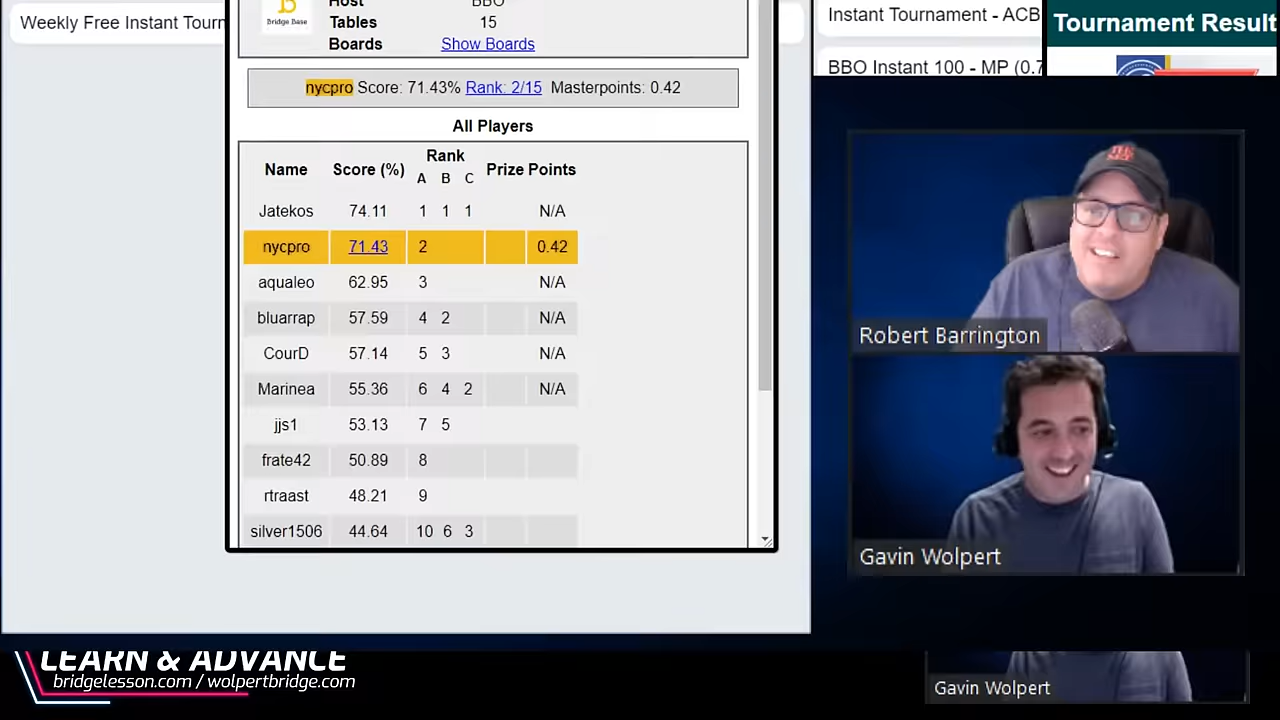 Weekly Free Instant Tourn
Host BBO
Bridge Base
Tables 15
Boards Show Boards
nycpro Score: 71.43% Rank: 2/15 Masterpoints: 0.42
All Players
Name Score (%) Rank Prize Points
A B C
Jatekos 74.11 1 1 1 N/A
nycpro 71.43 2 0.42
aqualeo 62.95 3 N/A
bluarrap 57.59 4 2 N/A
CourD 57.14 5 3 N/A
Marinea 55.36 6 4 2 N/A
jjs1 53.13 7 5
frate42 50.89 8
rtraast 48.21 9
silver1506 44.64 10 6 3
Instant Tournament - ACB
BBO Instant 100 - MP (0.7
Tournament Result
Robert Barrington
Gavin Wolpert
LEARN & ADVANCE
bridgelesson.com / wolpertbridge.com
Gavin Wolpert